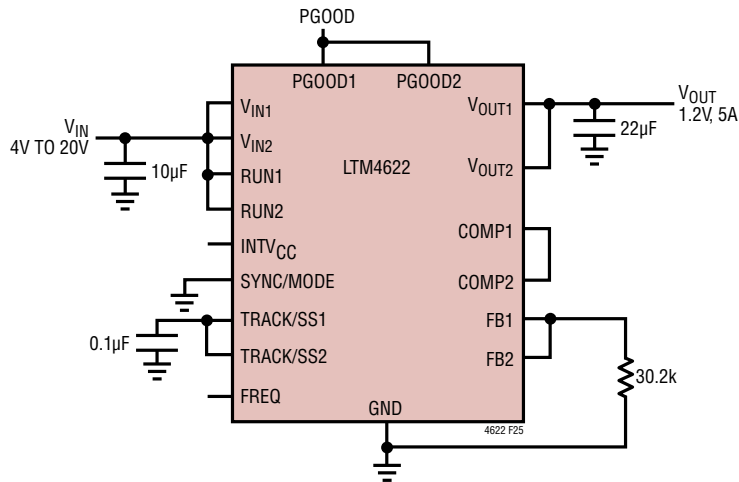 PGOOD
PGOOD1
PGOOD2
VIN
4V TO 20V
10µF
VIN1
VIN2
RUN1
RUN2
INTVCC
SYNC/MODE
TRACK/SS1
0.1µF
TRACK/SS2
FREQ
LTM4622
GND
VOUT1
VOUT2
COMP1
COMP2
FB1
FB2
VOUT
1.2V, 5A
22µF
30.2k
4622 F25